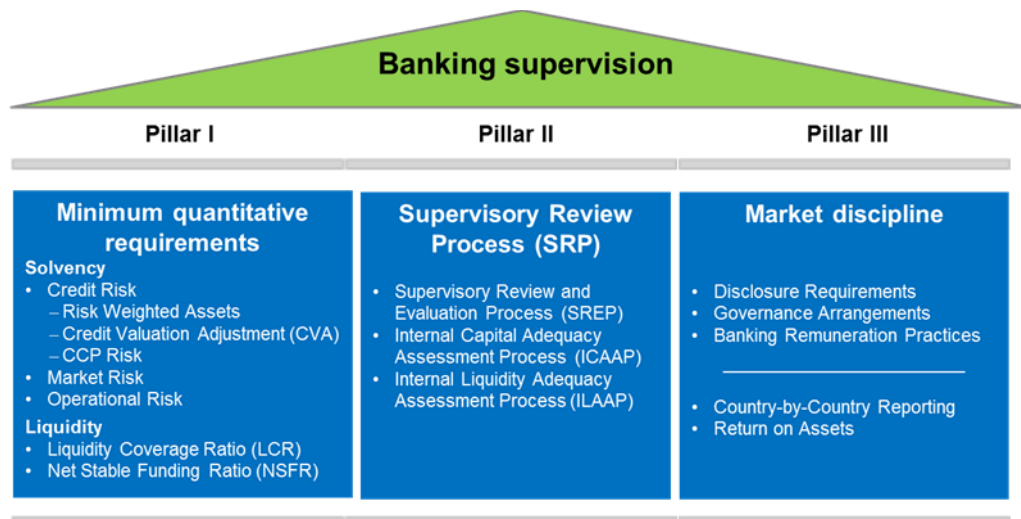 Banking supervision
Pillar I
Pillar II
Pillar III
Minimum quantitative
requirements
Solvency
• Credit Risk
– Risk Weighted Assets
– Credit Valuation Adjustment (CVA)
– CCP Risk
• Market Risk
• Operational Risk
Liquidity
• Liquidity Coverage Ratio (LCR)
• Net Stable Funding Ratio (NSFR)
Supervisory Review
Process (SRP)
• Supervisory Review and
Evaluation Process (SREP)
• Internal Capital Adequacy
Assessment Process (ICAAP)
• Internal Liquidity Adequacy
Assessment Process (ILAAP)
Market discipline
• Disclosure Requirements
• Governance Arrangements
• Banking Remuneration Practices
• Country-by-Country Reporting
• Return on Assets